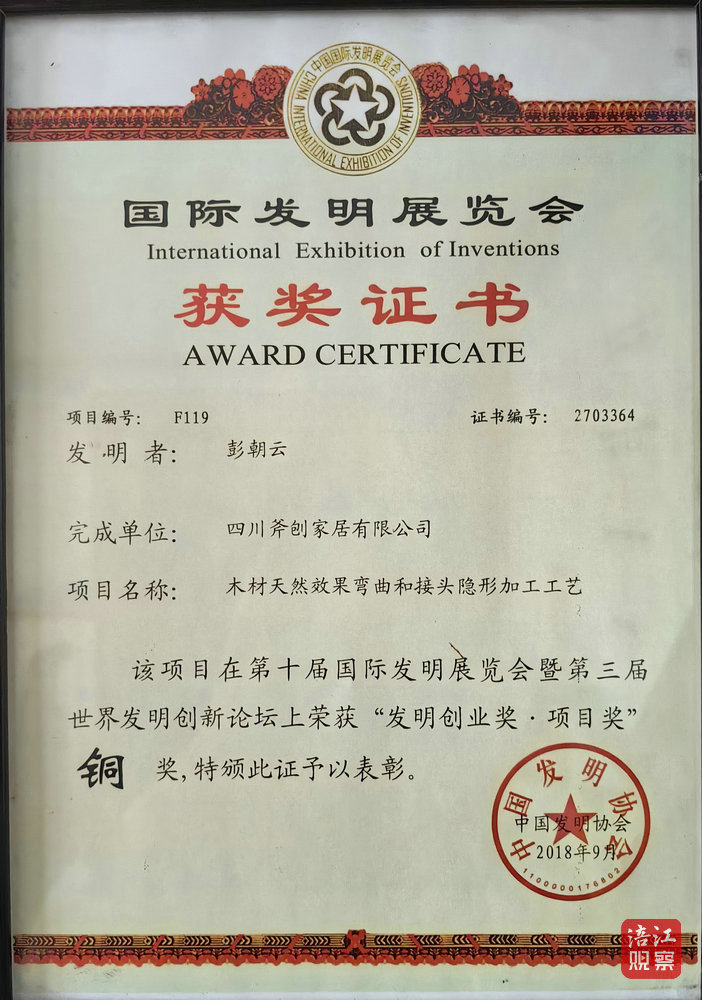 中国国际发明展览会
CHINA INTERNATIONAL EXHIBITION OF INVENTIONS
国际发明展览会
International Exhibition of Inventions
获奖证书
AWARD CERTIFICATE
项目编号: F119 证书编号: 2703364
发明者: 彭朝云
完成单位: 四川斧刨家居有限公司
项目名称: 木材天然效果弯曲和接头隐形加工工艺
该项目在第十届国际发明展览会暨第三届
世界发明创新论坛上荣获“发明创业奖·项目奖”
铜 奖,特颁此证予以表彰。
中国发明协会
中国发明协会
2018年9月
1100000176802
涪江
观察